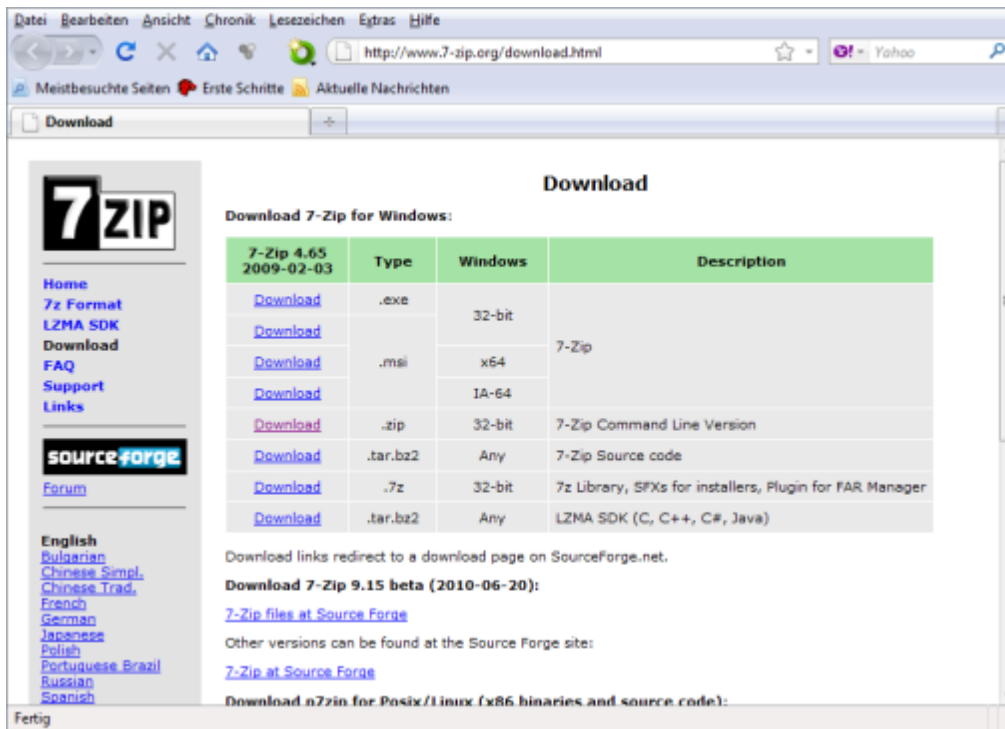 Datei Bearbeiten Ansicht Chronik Lesezeichen Extras Hilfe
http://www.7-zip.org/download.html
Yahoo
Meistbesuchte Seiten Erste Schritte Aktuelle Nachrichten
Download
7 ZIP
Home
7z Format
LZMA SDK
Download
FAQ
Support
Links
sourceforge
Forum
English
Bulgarian
Chinese Simpl.
Chinese Trad.
French
German
Japanese
Polish
Portuguese Brazil
Russian
Spanish
Download
Download 7-Zip for Windows:
7-Zip 4.65 2009-02-03 Type Windows Description
Download .exe 32-bit 7-Zip
Download .msi
Download x64
Download IA-64
Download .zip 32-bit 7-Zip Command Line Version
Download .tar.bz2 Any 7-Zip Source code
Download .7z 32-bit 7z Library, SFXs for installers, Plugin for FAR Manager
Download .tar.bz2 Any LZMA SDK (C, C++, C#, Java)
Download links redirect to a download page on SourceForge.net.
Download 7-Zip 9.15 beta (2010-06-20):
7-Zip files at Source Forge
Other versions can be found at the Source Forge site:
7-Zip at Source Forge
Download p7zip for Posix/Linux (x86 binaries and source code):
Fertig